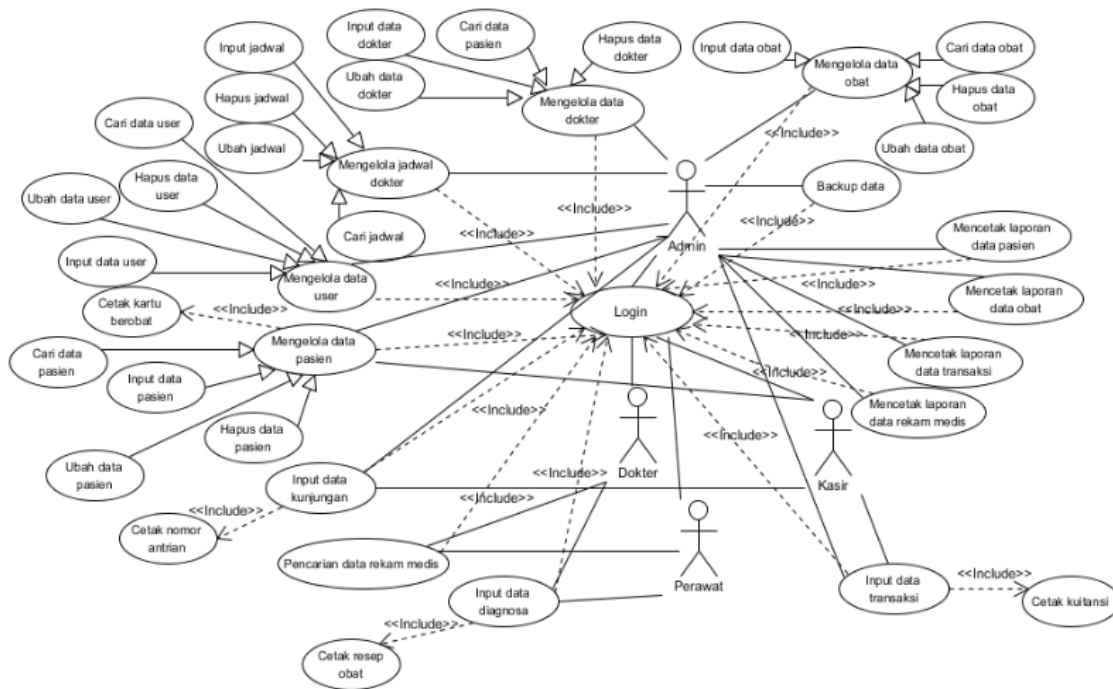 Input data
dokter
Cari data
pasien
Hapus data
dokter
Input jadwal
Ubah data
dokter
Mengelola data
dokter
Input data obat
Mengelola data
obat
Cari data obat
Hapus data
obat
Ubah data obat
Hapus jadwal
Cari data user
Ubah jadwal
Mengelola jadwal
dokter
<<Include>>
Hapus data
user
Ubah data user
Cari jadwal
<<Include>>
<<Include>>
<<Include>>
Admin
Backup data
Input data user
Mengelola data
user
Mencetak laporan
data pasien
<<Include>>
<<Include>>
Cetak kartu
berobat
<<Include>>
Login
Mencetak laporan
data obat
<<Include>>
Mengelola data
pasien
<<Include>>
<<Include>>
Mencetak laporan
data transaksi
Cari data
pasien
Input data
pasien
<<Include>>
Mencetak laporan
data rekam medis
Hapus data
pasien
<<Include>>
<<Include>>
Ubah data
pasien
Input data
kunjungan
<<Include>>
Dokter
<<Include>>
Kasir
<<Include>>
<<Include>>
Cetak nomor
antrian
Pencarian data rekam medis
Perawat
Input data
diagnosa
Input data
transaksi
<<Include>>
Cetak kuitansi
<<Include>>
Cetak resep
obat